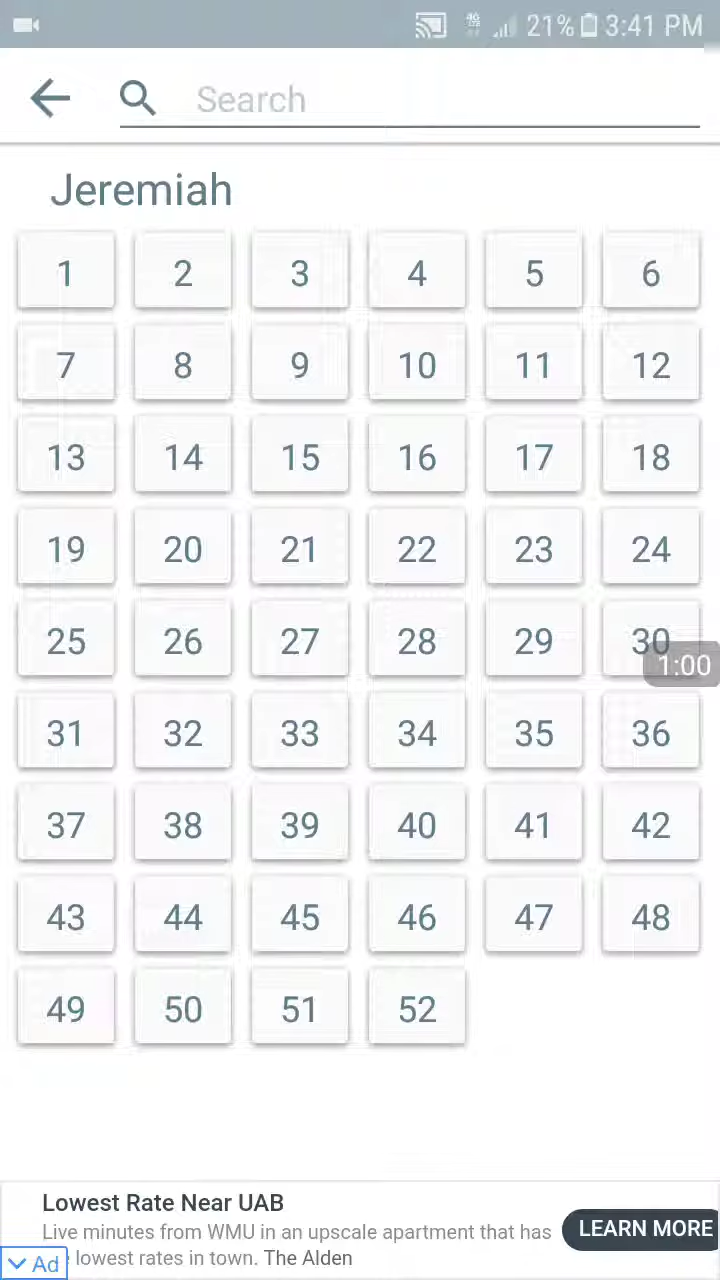 4G LTE 21% 3:41 PM
Search
Jeremiah
1 2 3 4 5 6
7 8 9 10 11 12
13 14 15 16 17 18
19 20 21 22 23 24
25 26 27 28 29 30
1:00
31 32 33 34 35 36
37 38 39 40 41 42
43 44 45 46 47 48
49 50 51 52
Lowest Rate Near UAB
Live minutes from WMU in an upscale apartment that has
lowest rates in town. The Alden
LEARN MORE
Ad